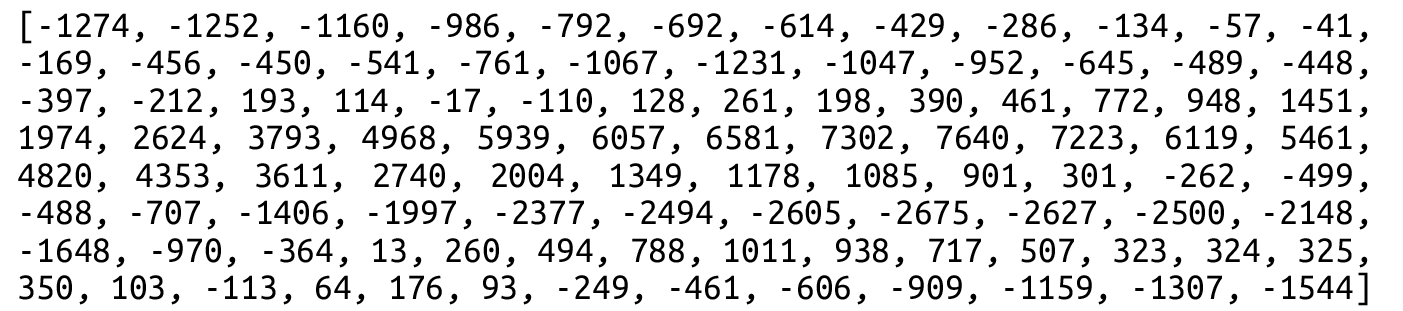 [-1274, -1252, -1160, -986, -792, -692, -614, -429, -286, -134, -57, -41,
-169, -456, -450, -541, -761, -1067, -1231, -1047, -952, -645, -489, -448,
-397, -212, 193, 114, -17, -110, 128, 261, 198, 390, 461, 772, 948, 1451,
1974, 2624, 3793, 4968, 5939, 6057, 6581, 7302, 7640, 7223, 6119, 5461,
4820, 4353, 3611, 2740, 2004, 1349, 1178, 1085, 901, 301, -262, -499,
-488, -707, -1406, -1997, -2377, -2494, -2605, -2675, -2627, -2500, -2148,
-1648, -970, -364, 13, 260, 494, 788, 1011, 938, 717, 507, 323, 324, 325,
350, 103, -113, 64, 176, 93, -249, -461, -606, -909, -1159, -1307, -1544]